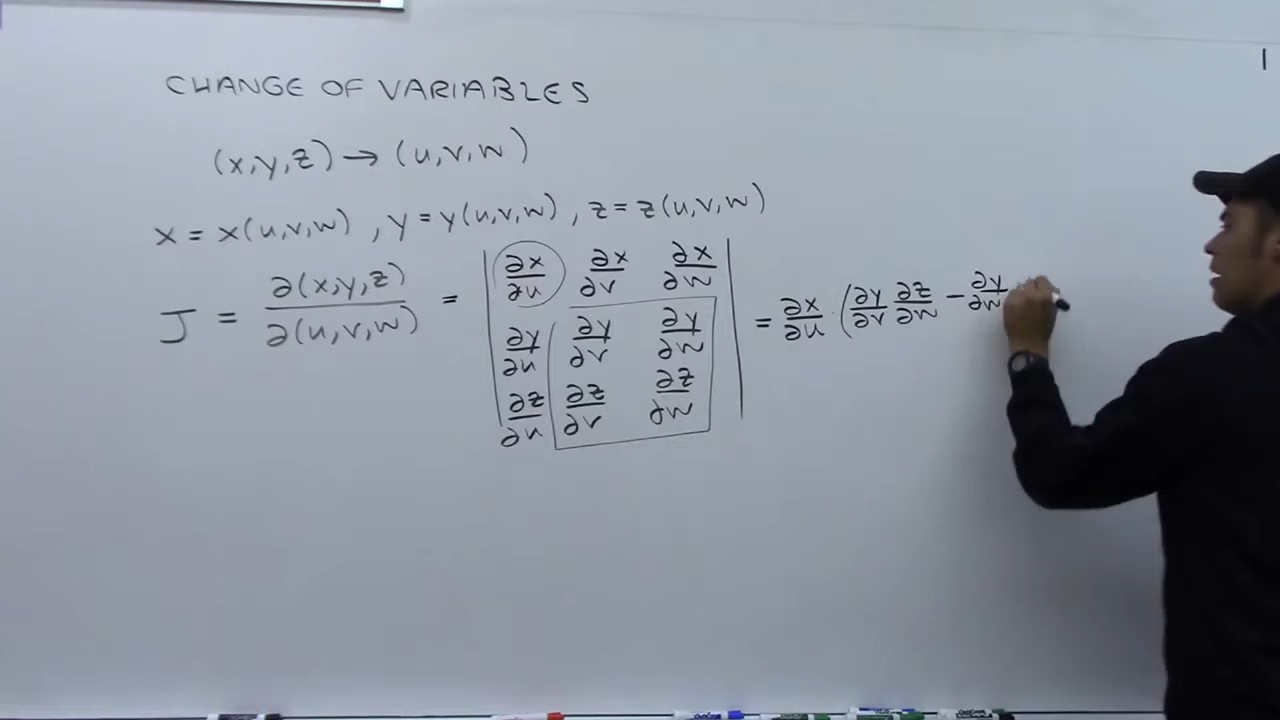 CHANGE OF VARIABLES
(x,y,z) → (u,v,w)
x = x(u,v,w) , y = y(u,v,w) , z = z(u,v,w)
J = ∂(x,y,z)/∂(u,v,w) = | ∂x/∂u ∂x/∂v ∂x/∂w | = ∂x/∂u · (∂y/∂v ∂z/∂w − ∂y/∂w
∂y/∂u ∂y/∂v ∂y/∂w
∂z/∂u ∂z/∂v ∂z/∂w